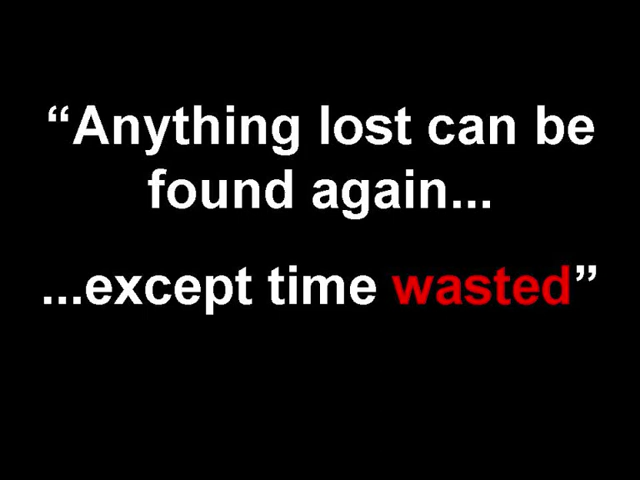 “Anything lost can be
found again...
...except time wasted”